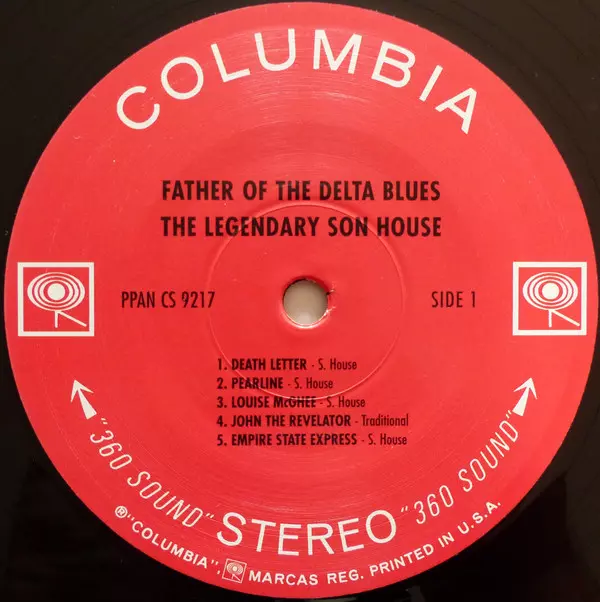 COLUMBIA
FATHER OF THE DELTA BLUES
THE LEGENDARY SON HOUSE
PPAN CS 9217
SIDE 1
1. DEATH LETTER - S. House
2. PEARLINE - S. House
3. LOUISE McGHEE - S. House
4. JOHN THE REVELATOR - Traditional
5. EMPIRE STATE EXPRESS - S. House
"360 SOUND" STEREO "360 SOUND"
®"COLUMBIA", MARCAS REG. PRINTED IN U.S.A.